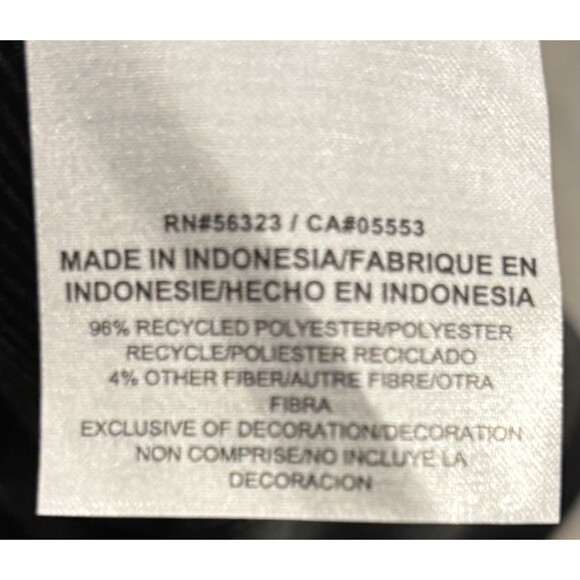 RN#56323 / CA#05553
MADE IN INDONESIA/FABRIQUE EN
INDONESIE/HECHO EN INDONESIA
96% RECYCLED POLYESTER/POLYESTER
RECYCLE/POLIESTER RECICLADO
4% OTHER FIBER/AUTRE FIBRE/OTRA
FIBRA
EXCLUSIVE OF DECORATION/DECORATION
NON COMPRISE/NO INCLUYE LA
DECORACION